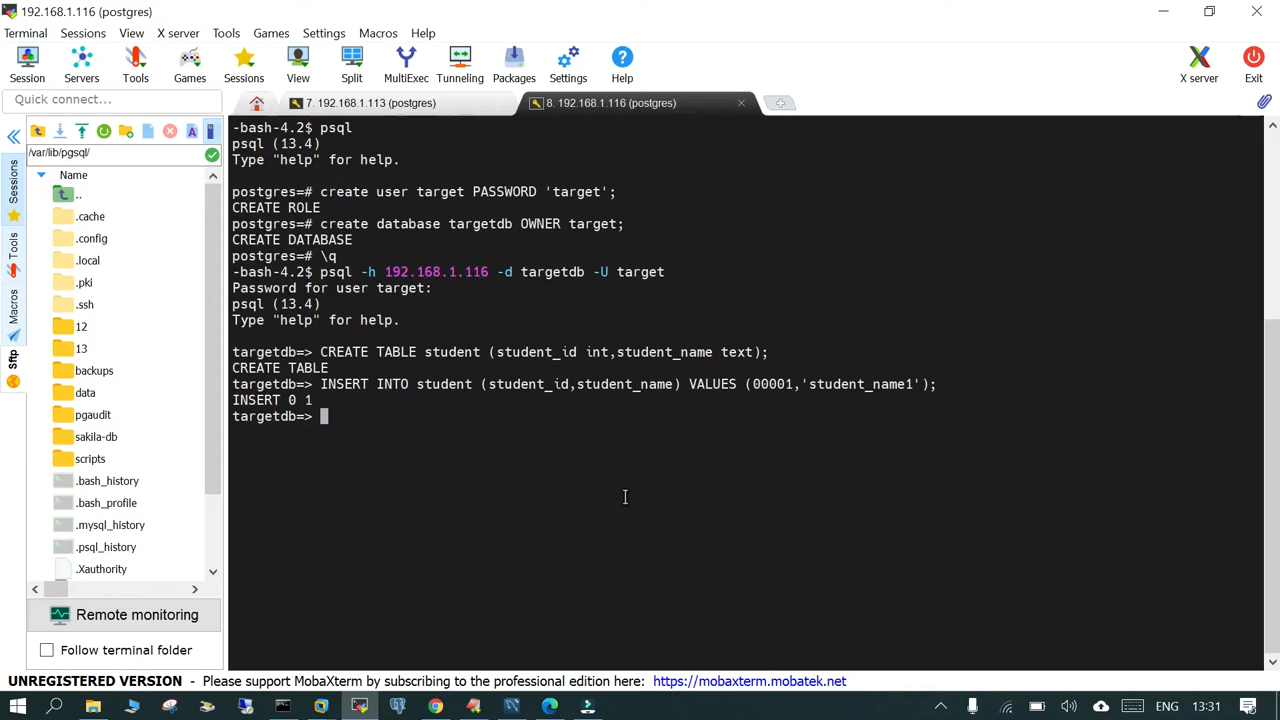 192.168.1.116 (postgres)
Terminal Sessions View X server Tools Games Settings Macros Help
Session Servers Tools Games Sessions View Split MultiExec Tunneling Packages Settings Help X server Exit
Quick connect...
7. 192.168.1.113 (postgres)
8. 192.168.1.116 (postgres)
/var/lib/pgsql/
Name
..
.cache
.config
.local
.pki
.ssh
12
13
backups
data
pgaudit
sakila-db
scripts
.bash_history
.bash_profile
.mysql_history
.psql_history
.Xauthority
Sessions
Tools
Macros
Sftp
Remote monitoring
Follow terminal folder
-bash-4.2$ psql
psql (13.4)
Type "help" for help.
postgres=# create user target PASSWORD 'target';
CREATE ROLE
postgres=# create database targetdb OWNER target;
CREATE DATABASE
postgres=# \q
-bash-4.2$ psql -h 192.168.1.116 -d targetdb -U target
Password for user target:
psql (13.4)
Type "help" for help.
targetdb=> CREATE TABLE student (student_id int,student_name text);
CREATE TABLE
targetdb=> INSERT INTO student (student_id,student_name) VALUES (00001,'student_name1');
INSERT 0 1
targetdb=>
UNREGISTERED VERSION - Please support MobaXterm by subscribing to the professional edition here: https://mobaxterm.mobatek.net
ENG 13:31